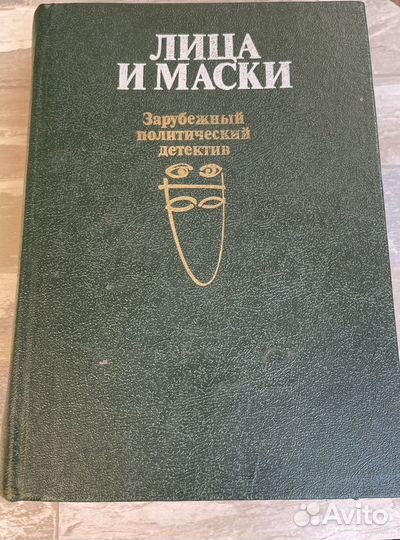 ЛИЦА
И МАСКИ
Зарубежный
политический
детектив
Avito